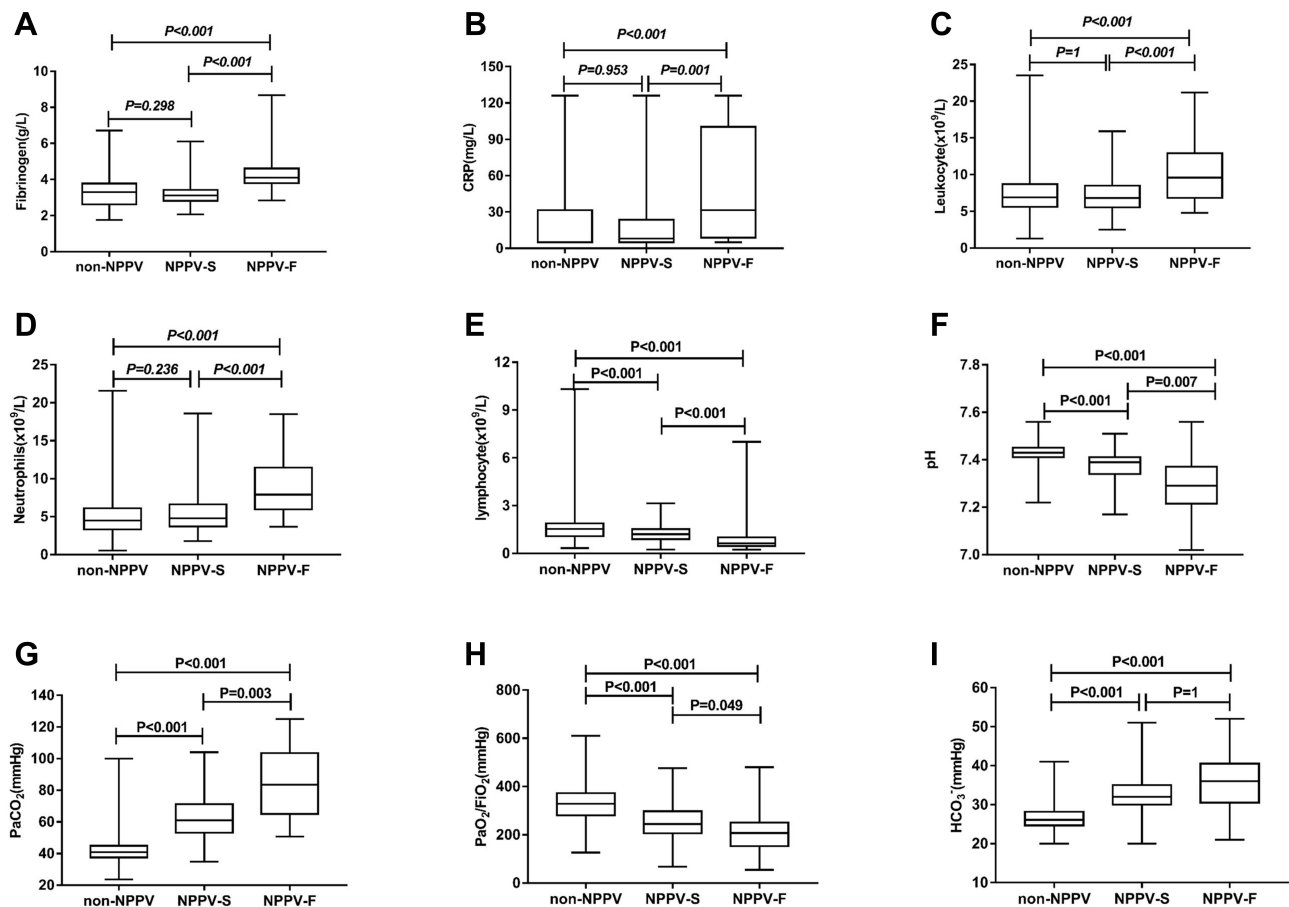 A
P<0.001
P<0.001
P=0.298
Fibrinogen(g/L)
10
8
6
4
2
0
non-NPPV NPPV-S NPPV-F
B
P<0.001
P=0.953 P=0.001
CRP(mg/L)
150
120
90
60
30
0
non-NPPV NPPV-S NPPV-F
C
P<0.001
P=1 P<0.001
Leukocyte(x10⁹/L)
25
20
15
10
5
0
non-NPPV NPPV-S NPPV-F
D
P<0.001
P=0.236 P<0.001
Neutrophils(x10⁹/L)
25
20
15
10
5
0
non-NPPV NPPV-S NPPV-F
E
P<0.001
P<0.001
P<0.001
lymphocyte(x10⁹/L)
12
9
6
3
0
non-NPPV NPPV-S NPPV-F
F
P<0.001
P=0.007
P<0.001
pH
7.8
7.6
7.4
7.2
7.0
non-NPPV NPPV-S NPPV-F
G
P<0.001
P=0.003
P<0.001
PaCO₂(mmHg)
140
120
100
80
60
40
20
non-NPPV NPPV-S NPPV-F
H
P<0.001
P<0.001
P=0.049
PaO₂/FiO₂(mmHg)
800
600
400
200
0
non-NPPV NPPV-S NPPV-F
I
P<0.001
P<0.001 P=1
HCO₃⁻(mmHg)
60
50
40
30
20
10
non-NPPV NPPV-S NPPV-F